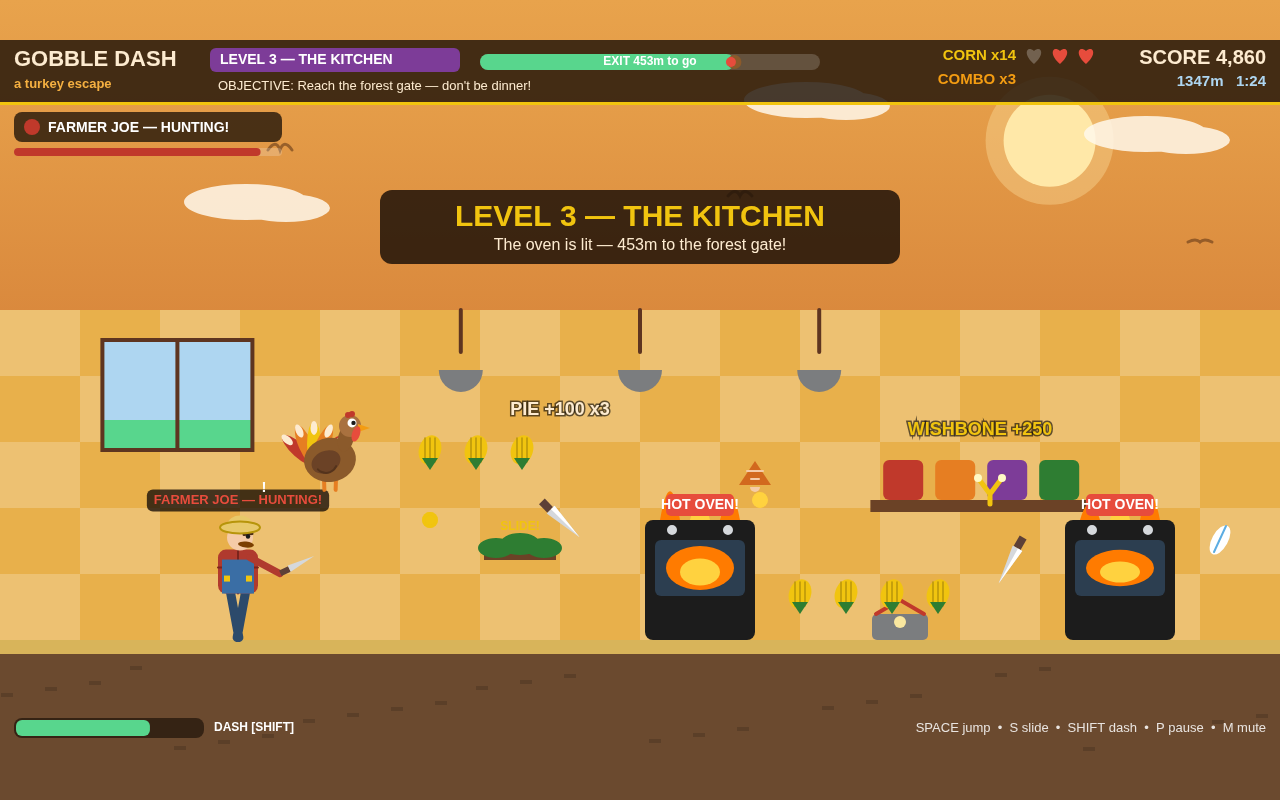 GOBBLE DASH
a turkey escape
LEVEL 3 — THE KITCHEN
OBJECTIVE: Reach the forest gate — don't be dinner!
EXIT 453m to go
CORN x14
COMBO x3
SCORE 4,860
1347m 1:24
FARMER JOE — HUNTING!
LEVEL 3 — THE KITCHEN
The oven is lit — 453m to the forest gate!
PIE +100 x3
WISHBONE +250
!
FARMER JOE — HUNTING!
HOT OVEN!
HOT OVEN!
SLIDE!
DASH [SHIFT]
SPACE jump • S slide • SHIFT dash • P pause • M mute